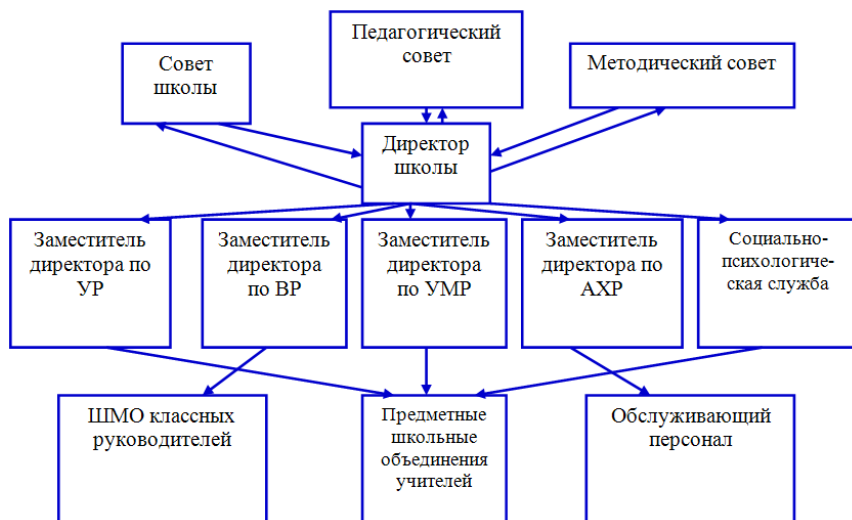 Совет
школы
Педагогический
совет
Методический совет
Директор
школы
Заместитель
директора по
УР
Заместитель
директора
по ВР
Заместитель
директора
по УМР
Заместитель
директора по
АХР
Социально-
психологиче-
ская служба
ШМО классных
руководителей
Предметные
школьные
объединения
учителей
Обслуживающий
персонал